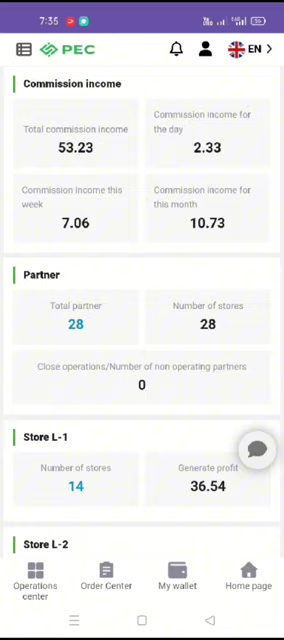 7:35
PEC
EN
Commission income
Total commission income
53.23
Commission income for
the day
2.33
Commission income this
week
7.06
Commission income for
this month
10.73
Partner
Total partner
28
Number of stores
28
Close operations/Number of non operating partners
0
Store L-1
Number of stores
14
Generate profit
36.54
Store L-2
Operations
center
Order Center
My wallet
Home page